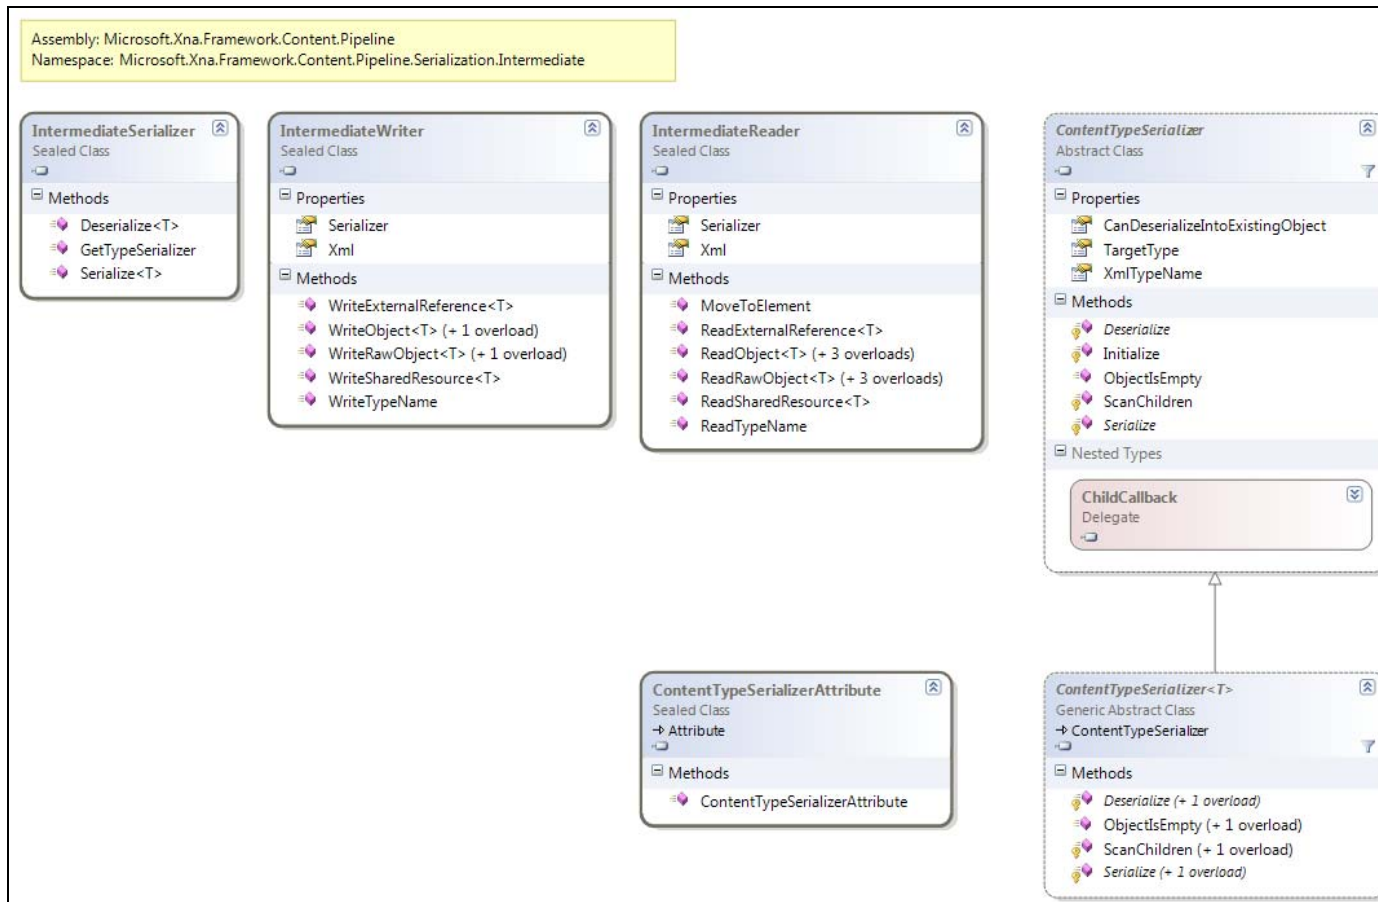 Assembly: Microsoft.Xna.Framework.Content.Pipeline
Namespace: Microsoft.Xna.Framework.Content.Pipeline.Serialization.Intermediate
IntermediateSerializer
Sealed Class
Methods
Deserialize<T>
GetTypeSerializer
Serialize<T>
IntermediateWriter
Sealed Class
Properties
Serializer
Xml
Methods
WriteExternalReference<T>
WriteObject<T> (+ 1 overload)
WriteRawObject<T> (+ 1 overload)
WriteSharedResource<T>
WriteTypeName
IntermediateReader
Sealed Class
Properties
Serializer
Xml
Methods
MoveToElement
ReadExternalReference<T>
ReadObject<T> (+ 3 overloads)
ReadRawObject<T> (+ 3 overloads)
ReadSharedResource<T>
ReadTypeName
ContentTypeSerializer
Abstract Class
Properties
CanDeserializeIntoExistingObject
TargetType
XmlTypeName
Methods
Deserialize
Initialize
ObjectIsEmpty
ScanChildren
Serialize
Nested Types
ChildCallback
Delegate
ContentTypeSerializerAttribute
Sealed Class
Attribute
Methods
ContentTypeSerializerAttribute
ContentTypeSerializer<T>
Generic Abstract Class
ContentTypeSerializer
Methods
Deserialize (+ 1 overload)
ObjectIsEmpty (+ 1 overload)
ScanChildren (+ 1 overload)
Serialize (+ 1 overload)